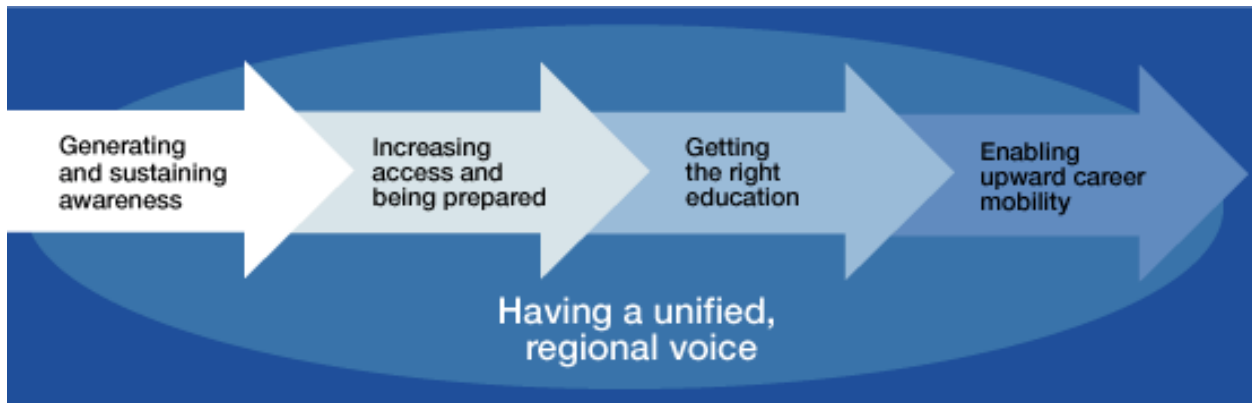 Generating
and sustaining
awareness
Increasing
access and
being prepared
Getting
the right
education
Enabling
upward career
mobility
Having a unified,
regional voice